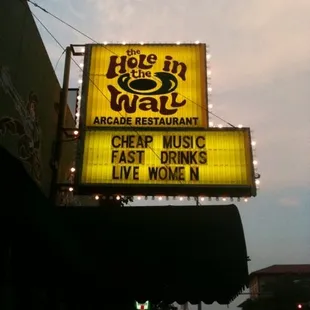 the
Hole in
the
Wall
ARCADE RESTAURANT
CHEAP MUSIC
FAST DRINKS
LIVE WOMEN